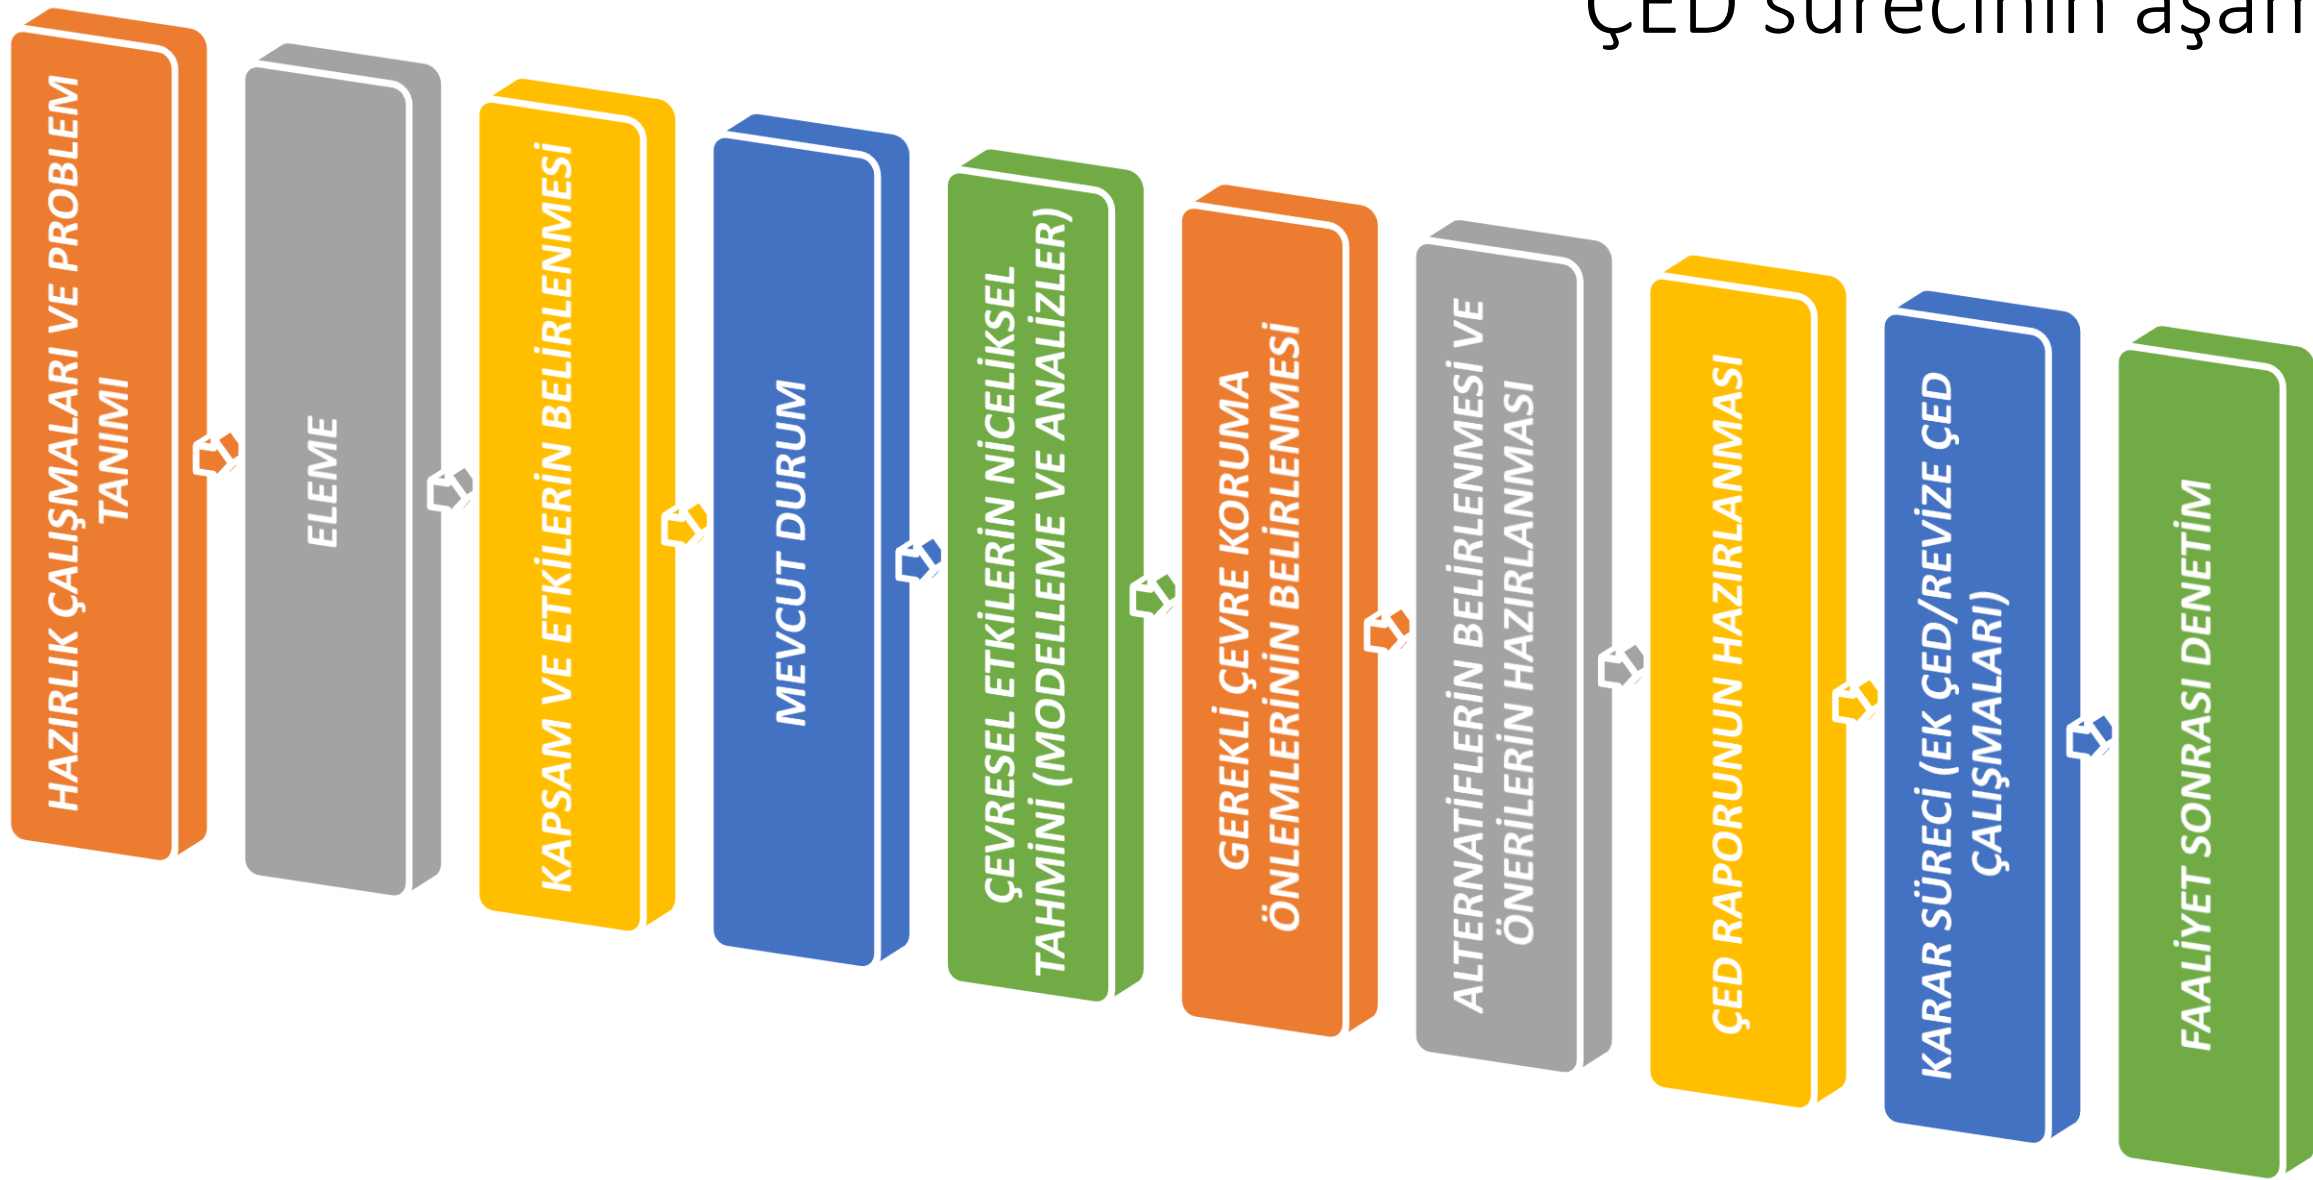 ÇED sürecinin aşam
HAZIRLIK ÇALIŞMALARI VE PROBLEM
TANIMI
ELEME
KAPSAM VE ETKİLERİN BELİRLENMESİ
MEVCUT DURUM
ÇEVRESEL ETKİLERİN NİCELİKSEL
TAHMİNİ (MODELLEME VE ANALİZLER)
GEREKLİ ÇEVRE KORUMA
ÖNLEMLERİNİN BELİRLENMESİ
ALTERNATİFLERİN BELİRLENMESİ VE
ÖNERİLERİN HAZIRLANMASI
ÇED RAPORUNUN HAZIRLANMASI
KARAR SÜRECİ (EK ÇED/REVİZE ÇED
ÇALIŞMALARI)
FAALİYET SONRASI DENETİM